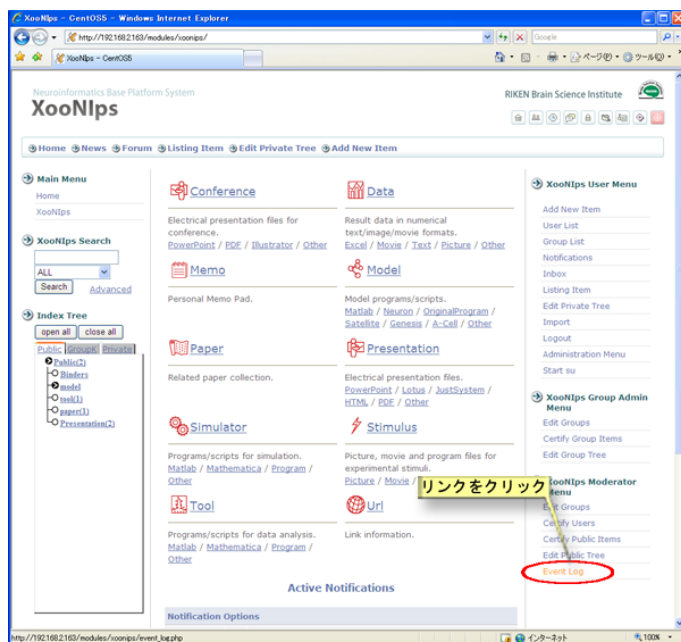 XooNIps - CentOS5 - Windows Internet Explorer
http://192.168.2.163/modules/xoonips/
Google
XooNIps - CentOS5
ページ(P)
ツール(O)
Neuroinformatics Base Platform System
XooNIps
RIKEN Brain Science Institute
Home News Forum Listing Item Edit Private Tree Add New Item
Main Menu
Home
XooNIps
XooNIps Search
ALL
Search Advanced
Index Tree
open all close all
Public GroupK Private
Public(2)
Binders
model
tool(1)
paper(1)
Presentation(2)
Conference
Electrical presentation files for
conference.
PowerPoint / PDF / Illustrator / Other
Data
Result data in numerical
text/image/movie formats.
Excel / Movie / Text / Picture / Other
Memo
Personal Memo Pad.
Model
Model programs/scripts.
Matlab / Neuron / OriginalProgram /
Satellite / Genesis / A-Cell / Other
Paper
Related paper collection.
Presentation
Electrical presentation files.
PowerPoint / Lotus / JustSystem /
HTML / PDF / Other
Simulator
Programs/scripts for simulation.
Matlab / Mathematica / Program /
Other
Stimulus
Picture, movie and program files for
experimental stimuli.
Picture / Movie /
Tool
Programs/scripts for data analysis.
Matlab / Mathematica / Program /
Other
Url
Link information.
Active Notifications
Notification Options
XooNIps User Menu
Add New Item
User List
Group List
Notifications
Inbox
Listing Item
Edit Private Tree
Import
Logout
Administration Menu
Start su
XooNIps Group Admin
Menu
Edit Groups
Certify Group Items
Edit Group Tree
リンクをクリック
XooNIps Moderator
Menu
Edit Groups
Certify Users
Certify Public Items
Edit Public Tree
Event Log
http://192.168.2.163/modules/xoonips/event_log.php
インターネット
100%